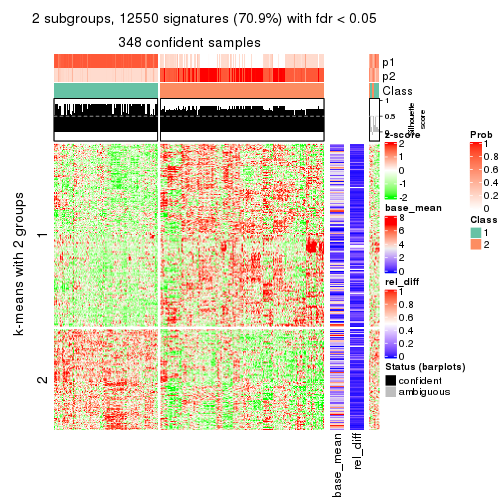 2 subgroups, 12550 signatures (70.9%) with fdr < 0.05
348 confident samples
p1
p2
Class
1
0.5
0
Silhouette
score
k-means with 2 groups
1
2
base_mean
rel_diff
z-score
2
1
0
-1
-2
base_mean
8
6
4
2
0
rel_diff
1
0.8
0.6
0.4
0.2
0
Status (barplots)
confident
ambiguous
Prob
1
0.8
0.6
0.4
0.2
0
Class
1
2